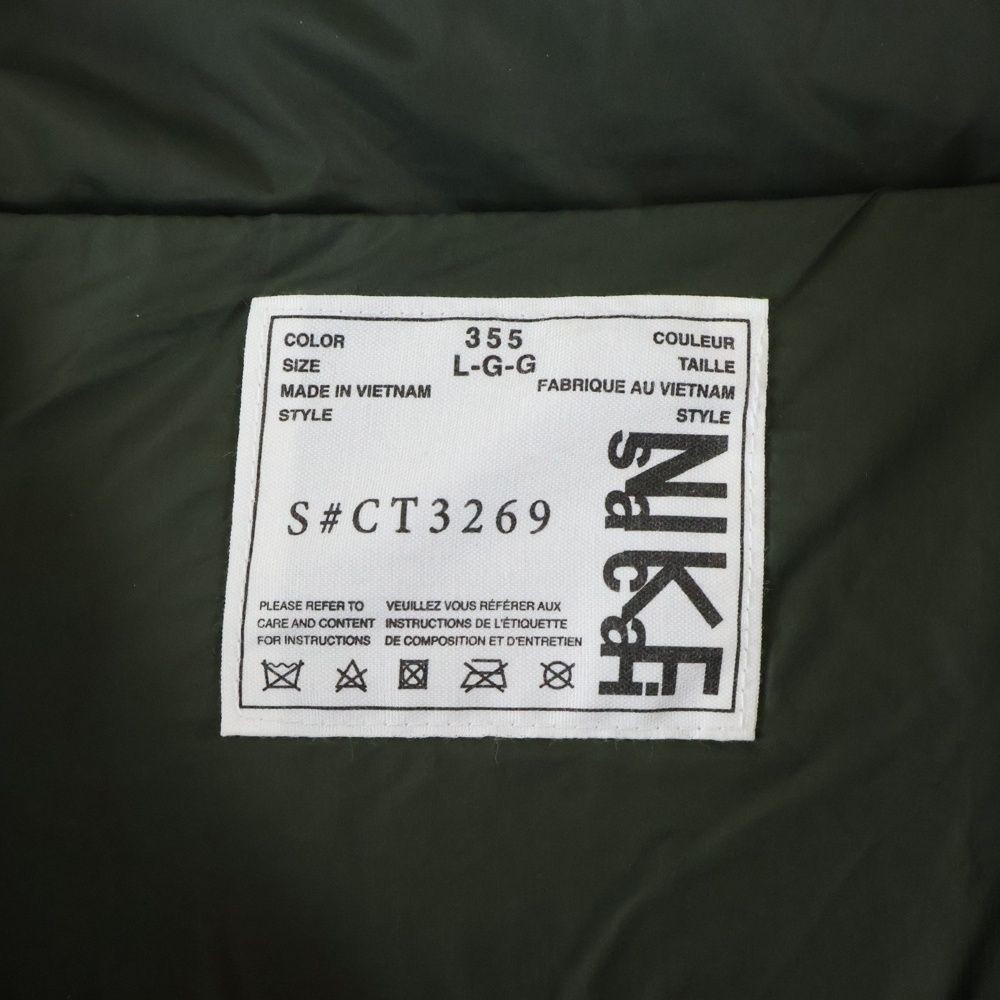 COLOR 355 COULEUR
SIZE L-G-G TAILLE
MADE IN VIETNAM FABRIQUE AU VIETNAM
STYLE STYLE
S#CT3269
NIKE
sacai
PLEASE REFER TO VEUILLEZ VOUS RÉFÉRER AUX
CARE AND CONTENT INSTRUCTIONS DE L'ÉTIQUETTE
FOR INSTRUCTIONS DE COMPOSITION ET D'ENTRETIEN